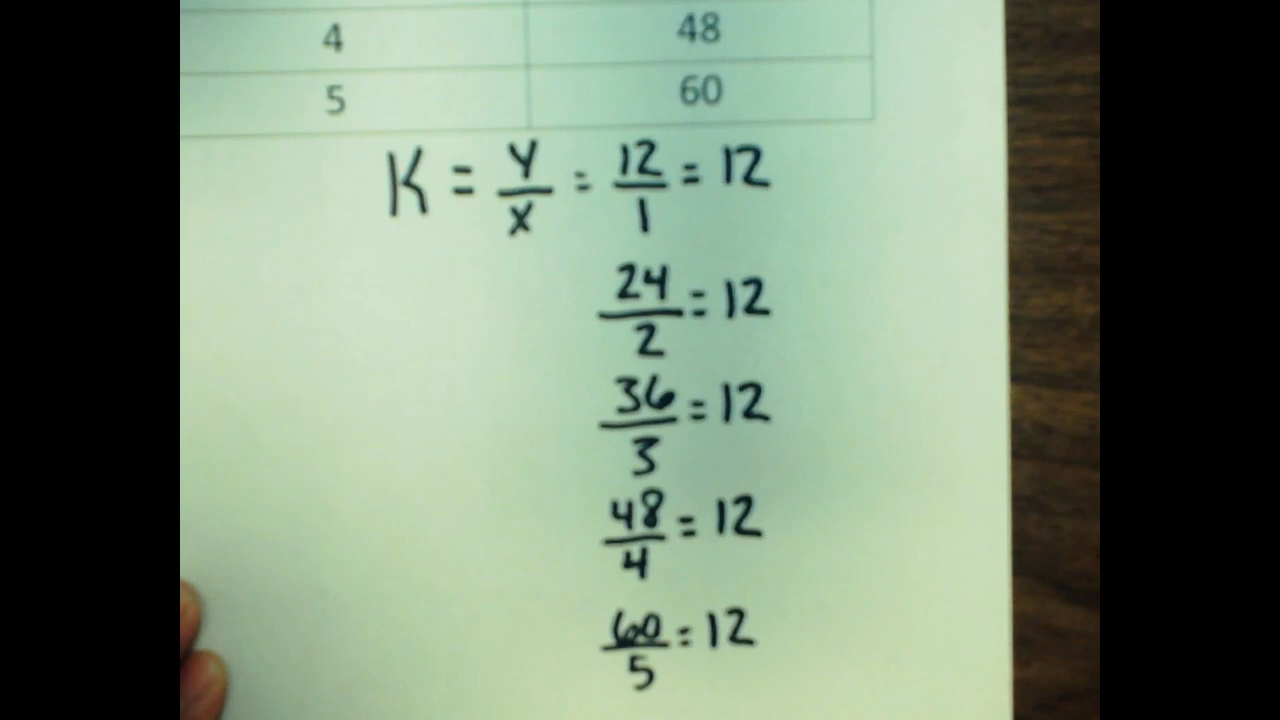 4 48
5 60
K = Y/X = 12/1 = 12
24/2 = 12
36/3 = 12
48/4 = 12
60/5 = 12